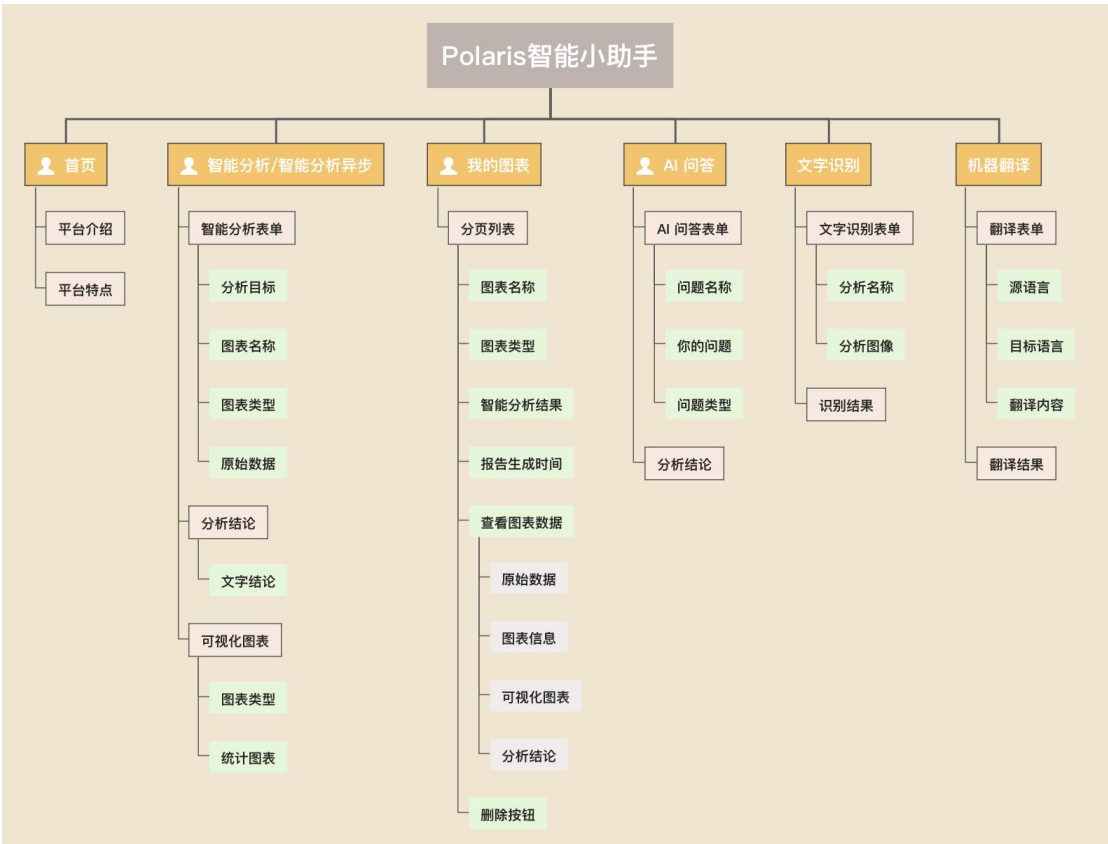 Polaris智能小助手
首页
平台介绍
平台特点
智能分析/智能分析异步
智能分析表单
分析目标
图表名称
图表类型
原始数据
分析结论
文字结论
可视化图表
图表类型
统计图表
我的图表
分页列表
图表名称
图表类型
智能分析结果
报告生成时间
查看图表数据
原始数据
图表信息
可视化图表
分析结论
删除按钮
AI 问答
AI 问答表单
问题名称
你的问题
问题类型
分析结论
文字识别
文字识别表单
分析名称
分析图像
识别结果
机器翻译
翻译表单
源语言
目标语言
翻译内容
翻译结果